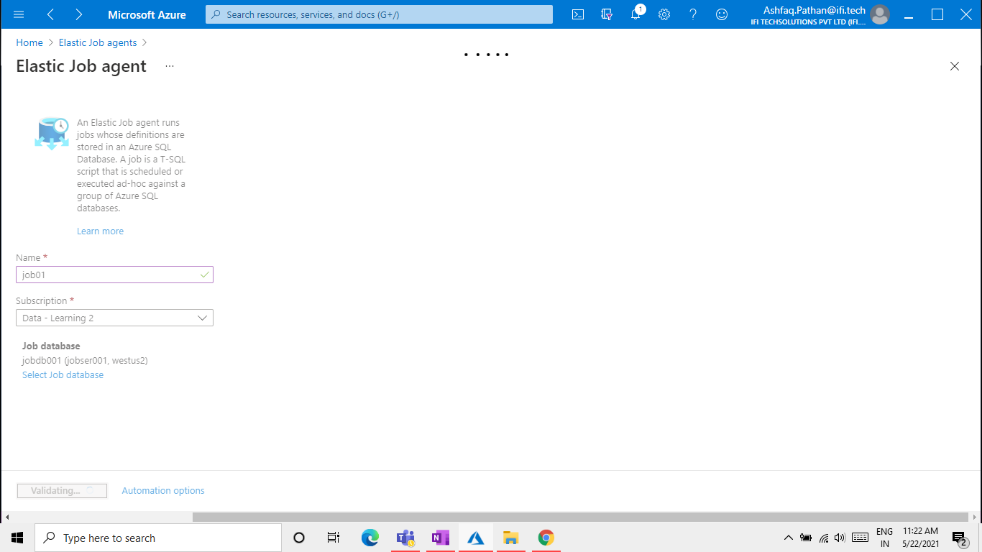 Microsoft Azure
Search resources, services, and docs (G+/)
1
Ashfaq.Pathan@ifi.tech
IFI TECHSOLUTIONS PVT LTD (IFI....
Home > Elastic Job agents >
Elastic Job agent ...
An Elastic Job agent runs
jobs whose definitions are
stored in an Azure SQL
Database. A job is a T-SQL
script that is scheduled or
executed ad-hoc against a
group of Azure SQL
databases.
Learn more
Name *
job01
Subscription *
Data - Learning 2
Job database
jobdb001 (jobser001, westus2)
Select Job database
Validating...
Automation options
Type here to search
ENG
IN
11:22 AM
5/22/2021
2